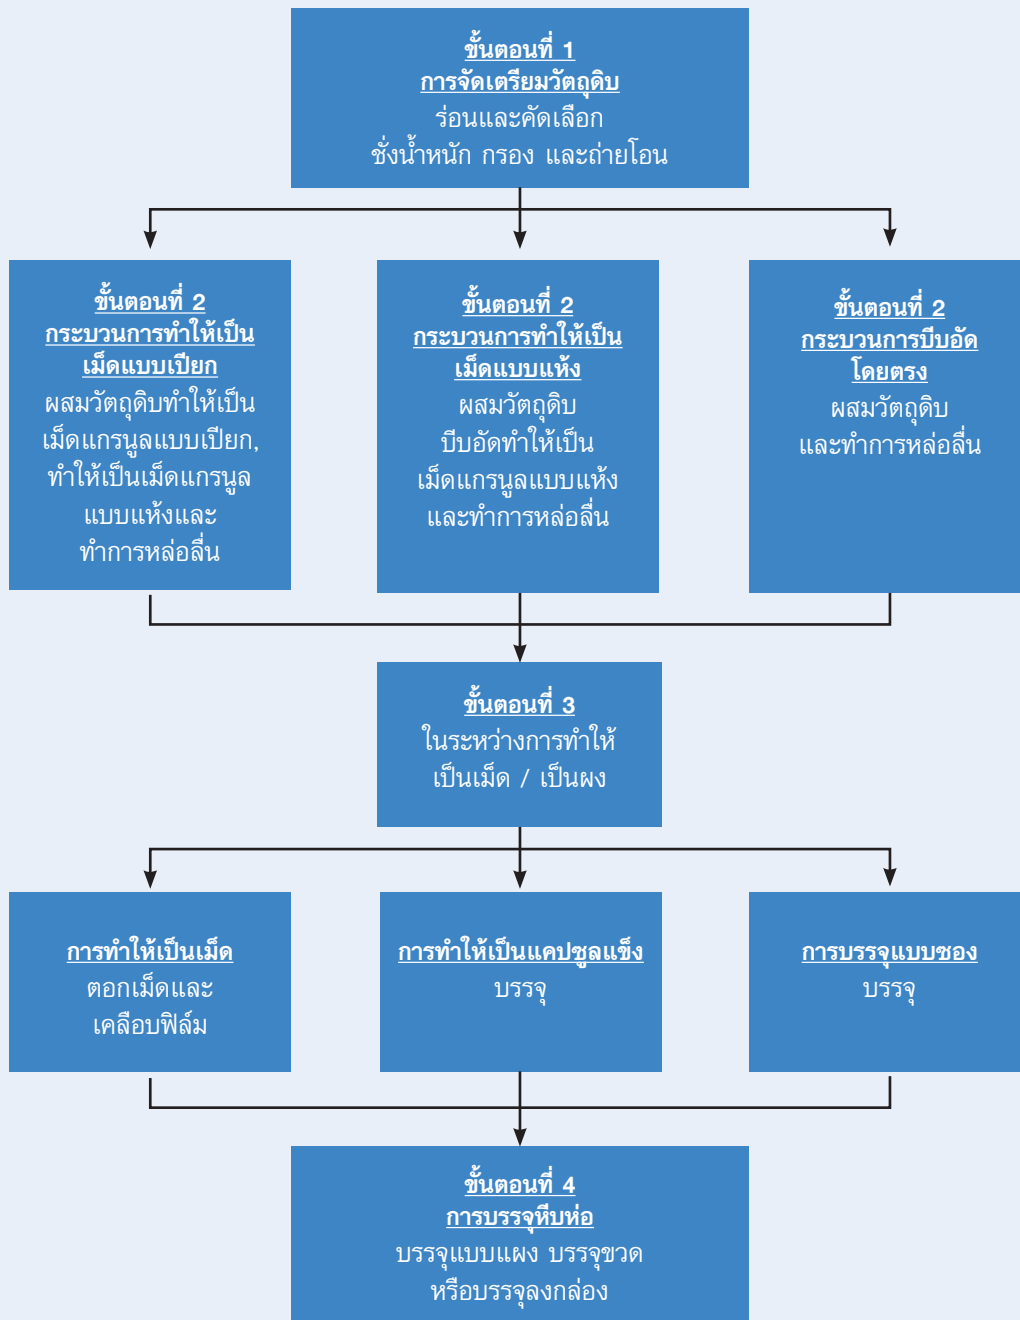 ขั้นตอนที่ 1
การจัดเตรียมวัตถุดิบ
ร่อนและคัดเลือก
ชั่งน้ำหนัก กรอง และถ่ายโอน
ขั้นตอนที่ 2
กระบวนการทำให้เป็น
เม็ดแบบเปียก
ผสมวัตถุดิบทำให้เป็น
เม็ดแกรนูลแบบเปียก,
ทำให้เป็นเม็ดแกรนูล
แบบแห้งและ
ทำการหล่อลื่น
ขั้นตอนที่ 2
กระบวนการทำให้เป็น
เม็ดแบบแห้ง
ผสมวัตถุดิบ
บีบอัดทำให้เป็น
เม็ดแกรนูลแบบแห้ง
และทำการหล่อลื่น
ขั้นตอนที่ 2
กระบวนการบีบอัด
โดยตรง
ผสมวัตถุดิบ
และทำการหล่อลื่น
ขั้นตอนที่ 3
ในระหว่างการทำให้
เป็นเม็ด / เป็นผง
การทำให้เป็นเม็ด
ตอกเม็ดและ
เคลือบฟิล์ม
การทำให้เป็นแคปซูลแข็ง
บรรจุ
การบรรจุแบบซอง
บรรจุ
ขั้นตอนที่ 4
การบรรจุหีบห่อ
บรรจุแบบแผง บรรจุขวด
หรือบรรจุลงกล่อง